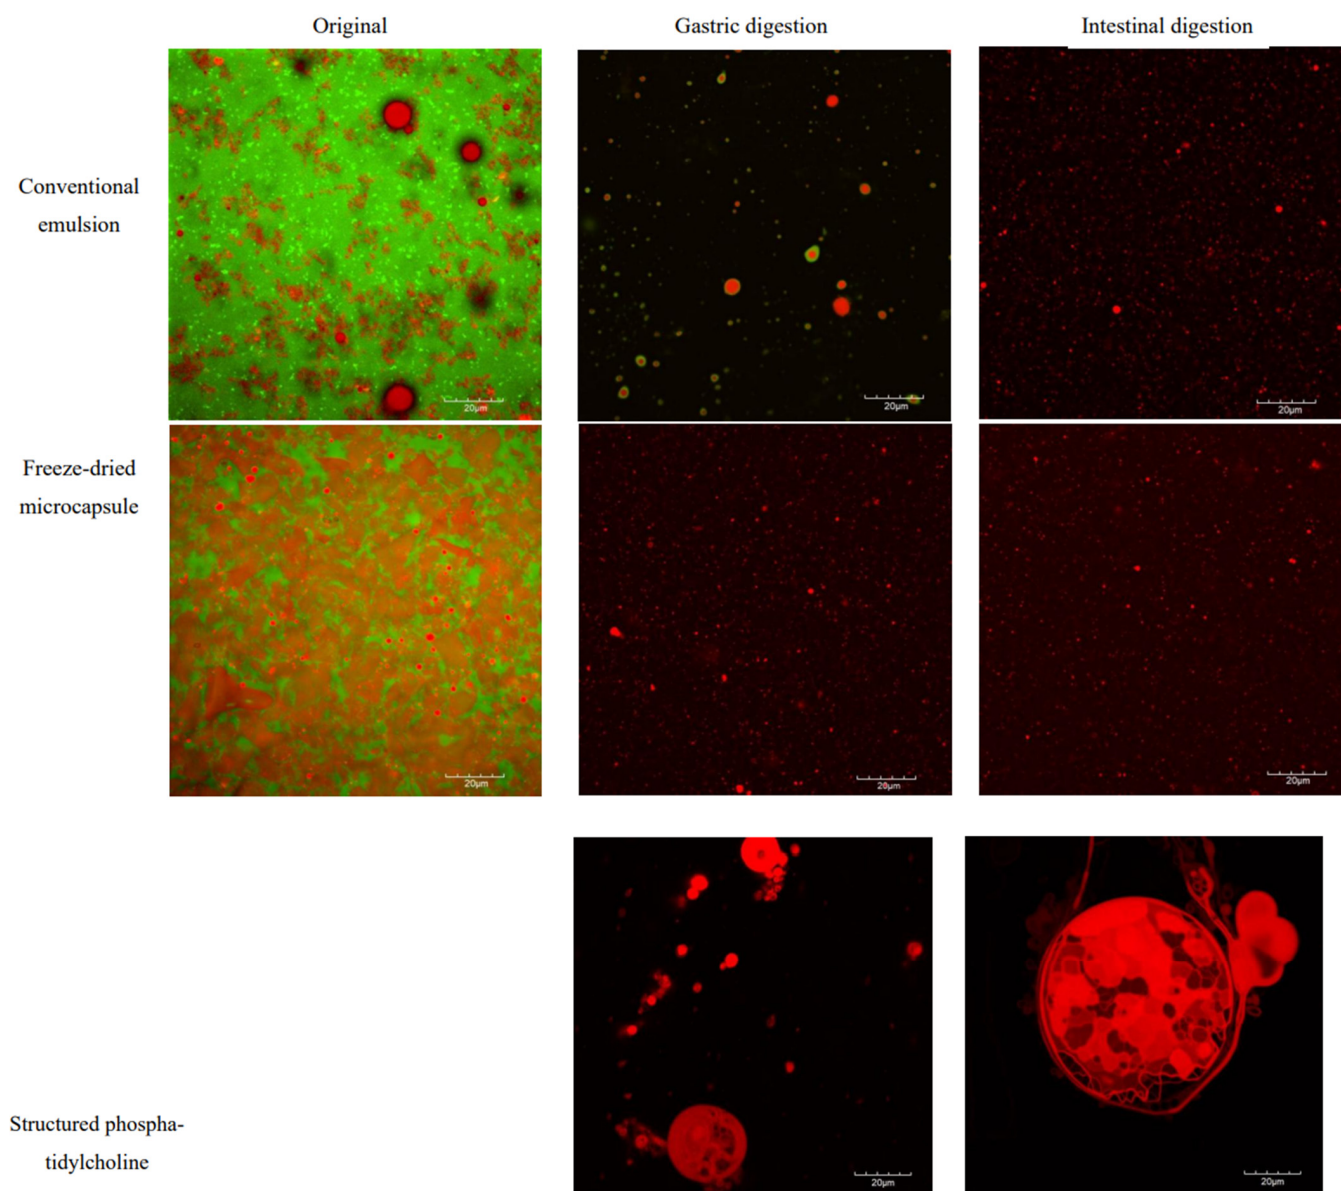 Original
Gastric digestion
Intestinal digestion
Conventional
emulsion
20μm
20μm
20μm
Freeze-dried
microcapsule
20μm
20μm
20μm
Structured phospha-
tidylcholine
20μm
20μm